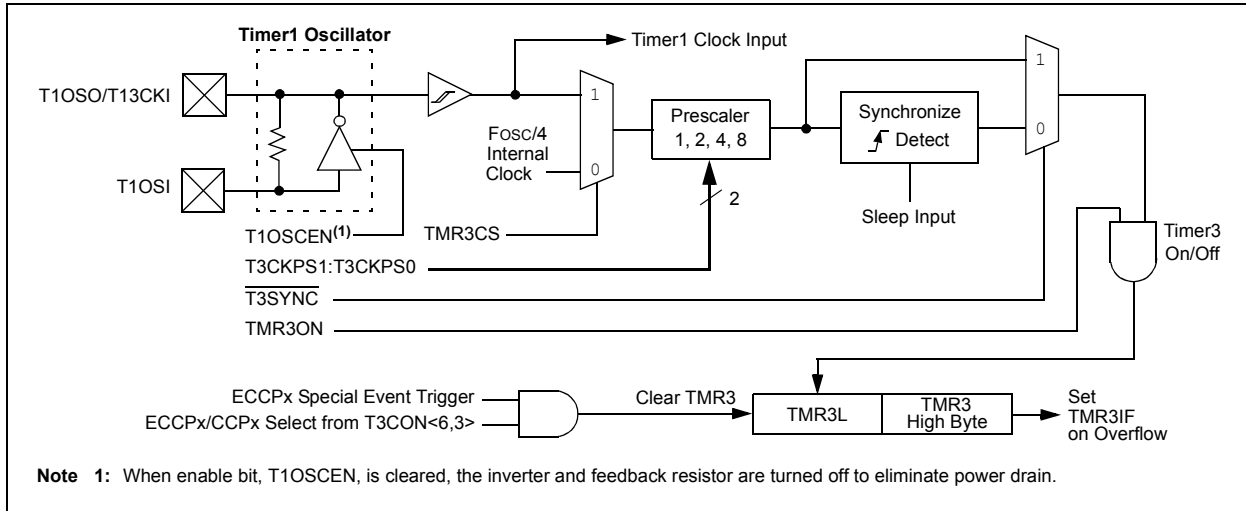 Timer1 Oscillator
Timer1 Clock Input
T1OSO/T13CKI
T1OSI
1
0
FOSC/4
Internal
Clock
Prescaler
1, 2, 4, 8
Synchronize
Detect
1
0
2
Sleep Input
T1OSCEN(1)
TMR3CS
T3CKPS1:T3CKPS0
T3SYNC
TMR3ON
Timer3
On/Off
ECCPx Special Event Trigger
ECCPx/CCPx Select from T3CON<6,3>
Clear TMR3
TMR3L
TMR3
High Byte
Set
TMR3IF
on Overflow
Note 1: When enable bit, T1OSCEN, is cleared, the inverter and feedback resistor are turned off to eliminate power drain.